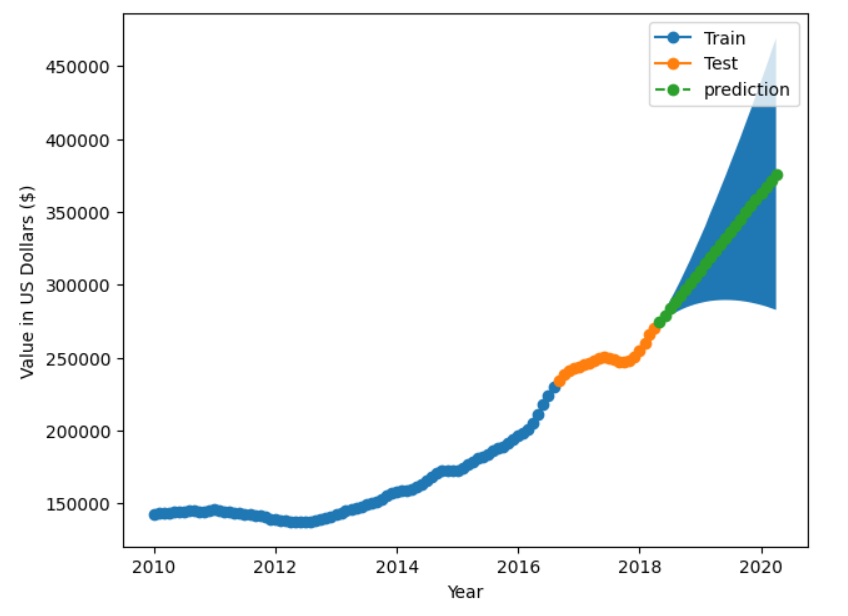 Train
Test
prediction
450000
400000
350000
300000
250000
200000
150000
Value in US Dollars ($)
2010 2012 2014 2016 2018 2020
Year